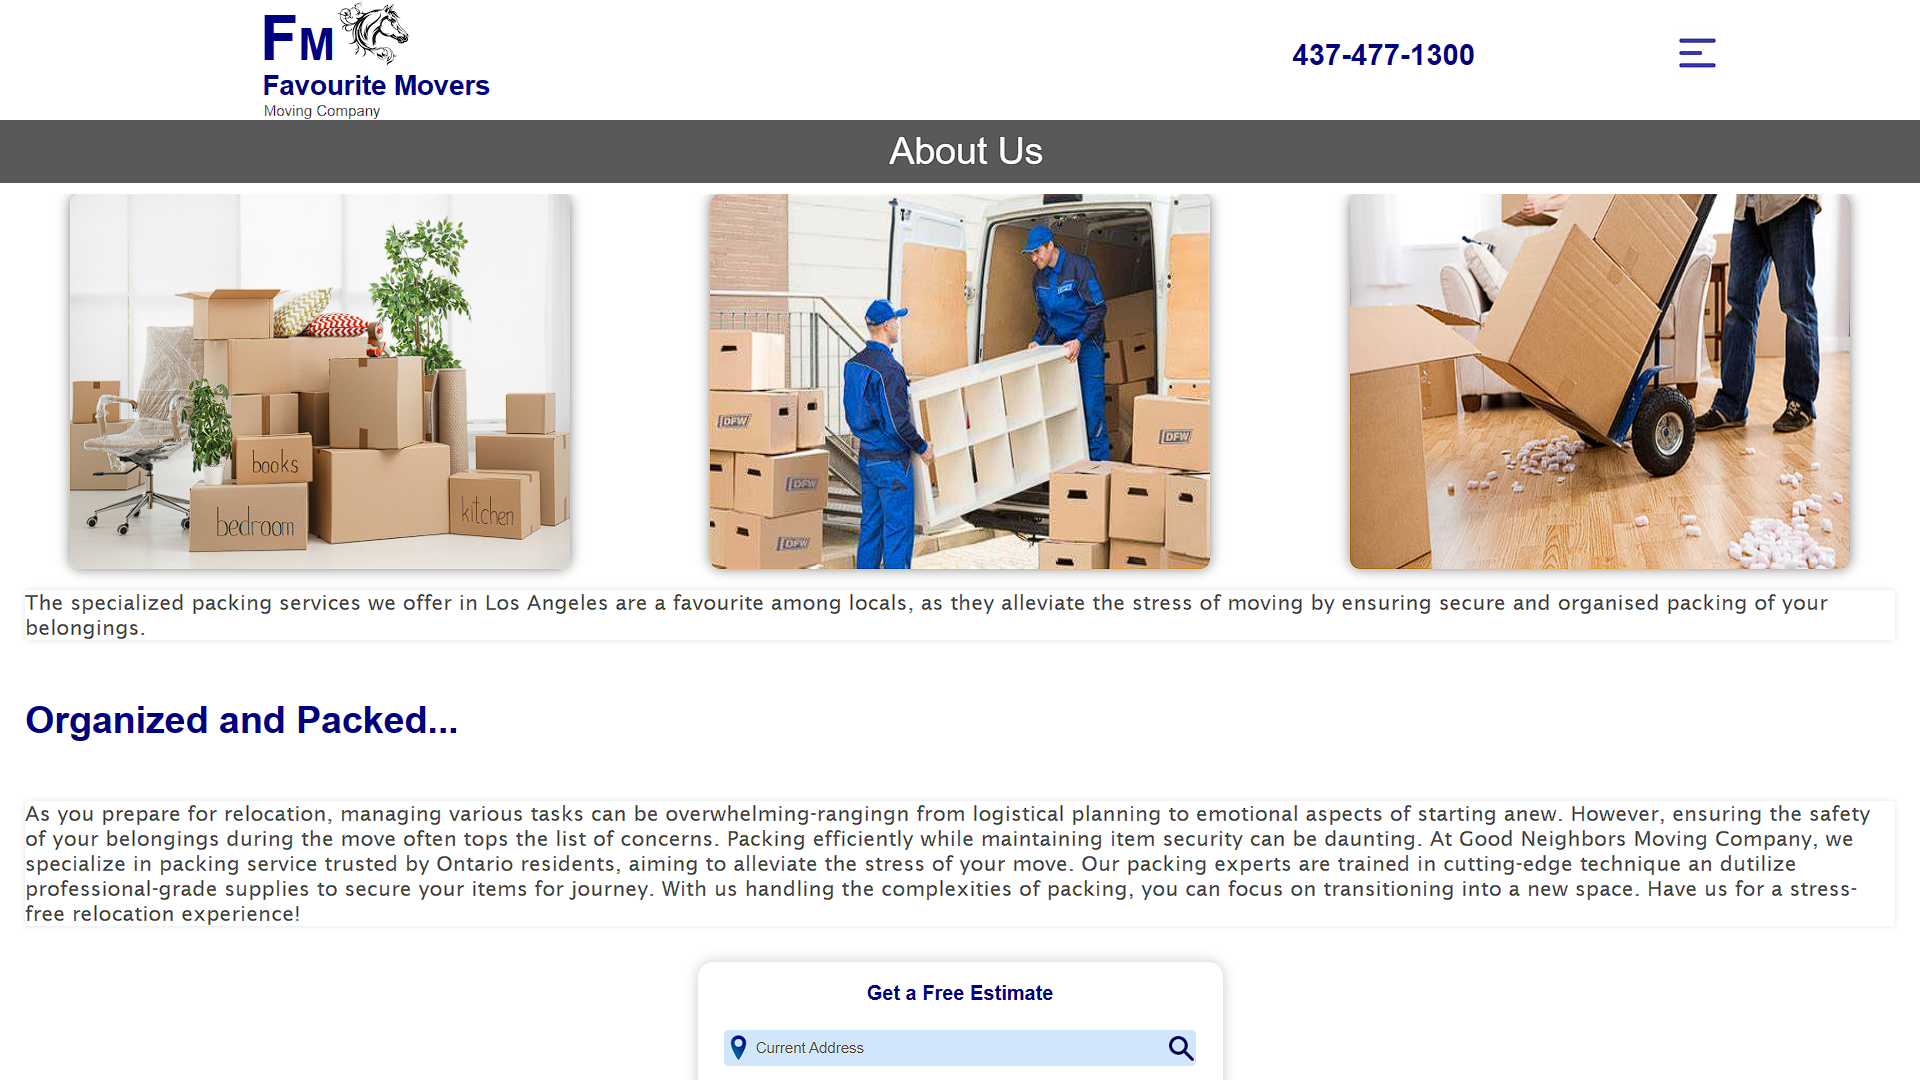 FM
Favourite Movers
Moving Company
437-477-1300
About Us
books
bedroom
kitchen
DFW
DFW
DFW
DFW
The specialized packing services we offer in Los Angeles are a favourite among locals, as they alleviate the stress of moving by ensuring secure and organised packing of your
belongings.
Organized and Packed...
As you prepare for relocation, managing various tasks can be overwhelming-rangingn from logistical planning to emotional aspects of starting anew. However, ensuring the safety
of your belongings during the move often tops the list of concerns. Packing efficiently while maintaining item security can be daunting. At Good Neighbors Moving Company, we
specialize in packing service trusted by Ontario residents, aiming to alleviate the stress of your move. Our packing experts are trained in cutting-edge technique an dutilize
professional-grade supplies to secure your items for journey. With us handling the complexities of packing, you can focus on transitioning into a new space. Have us for a stress-
free relocation experience!
Get a Free Estimate
Current Address